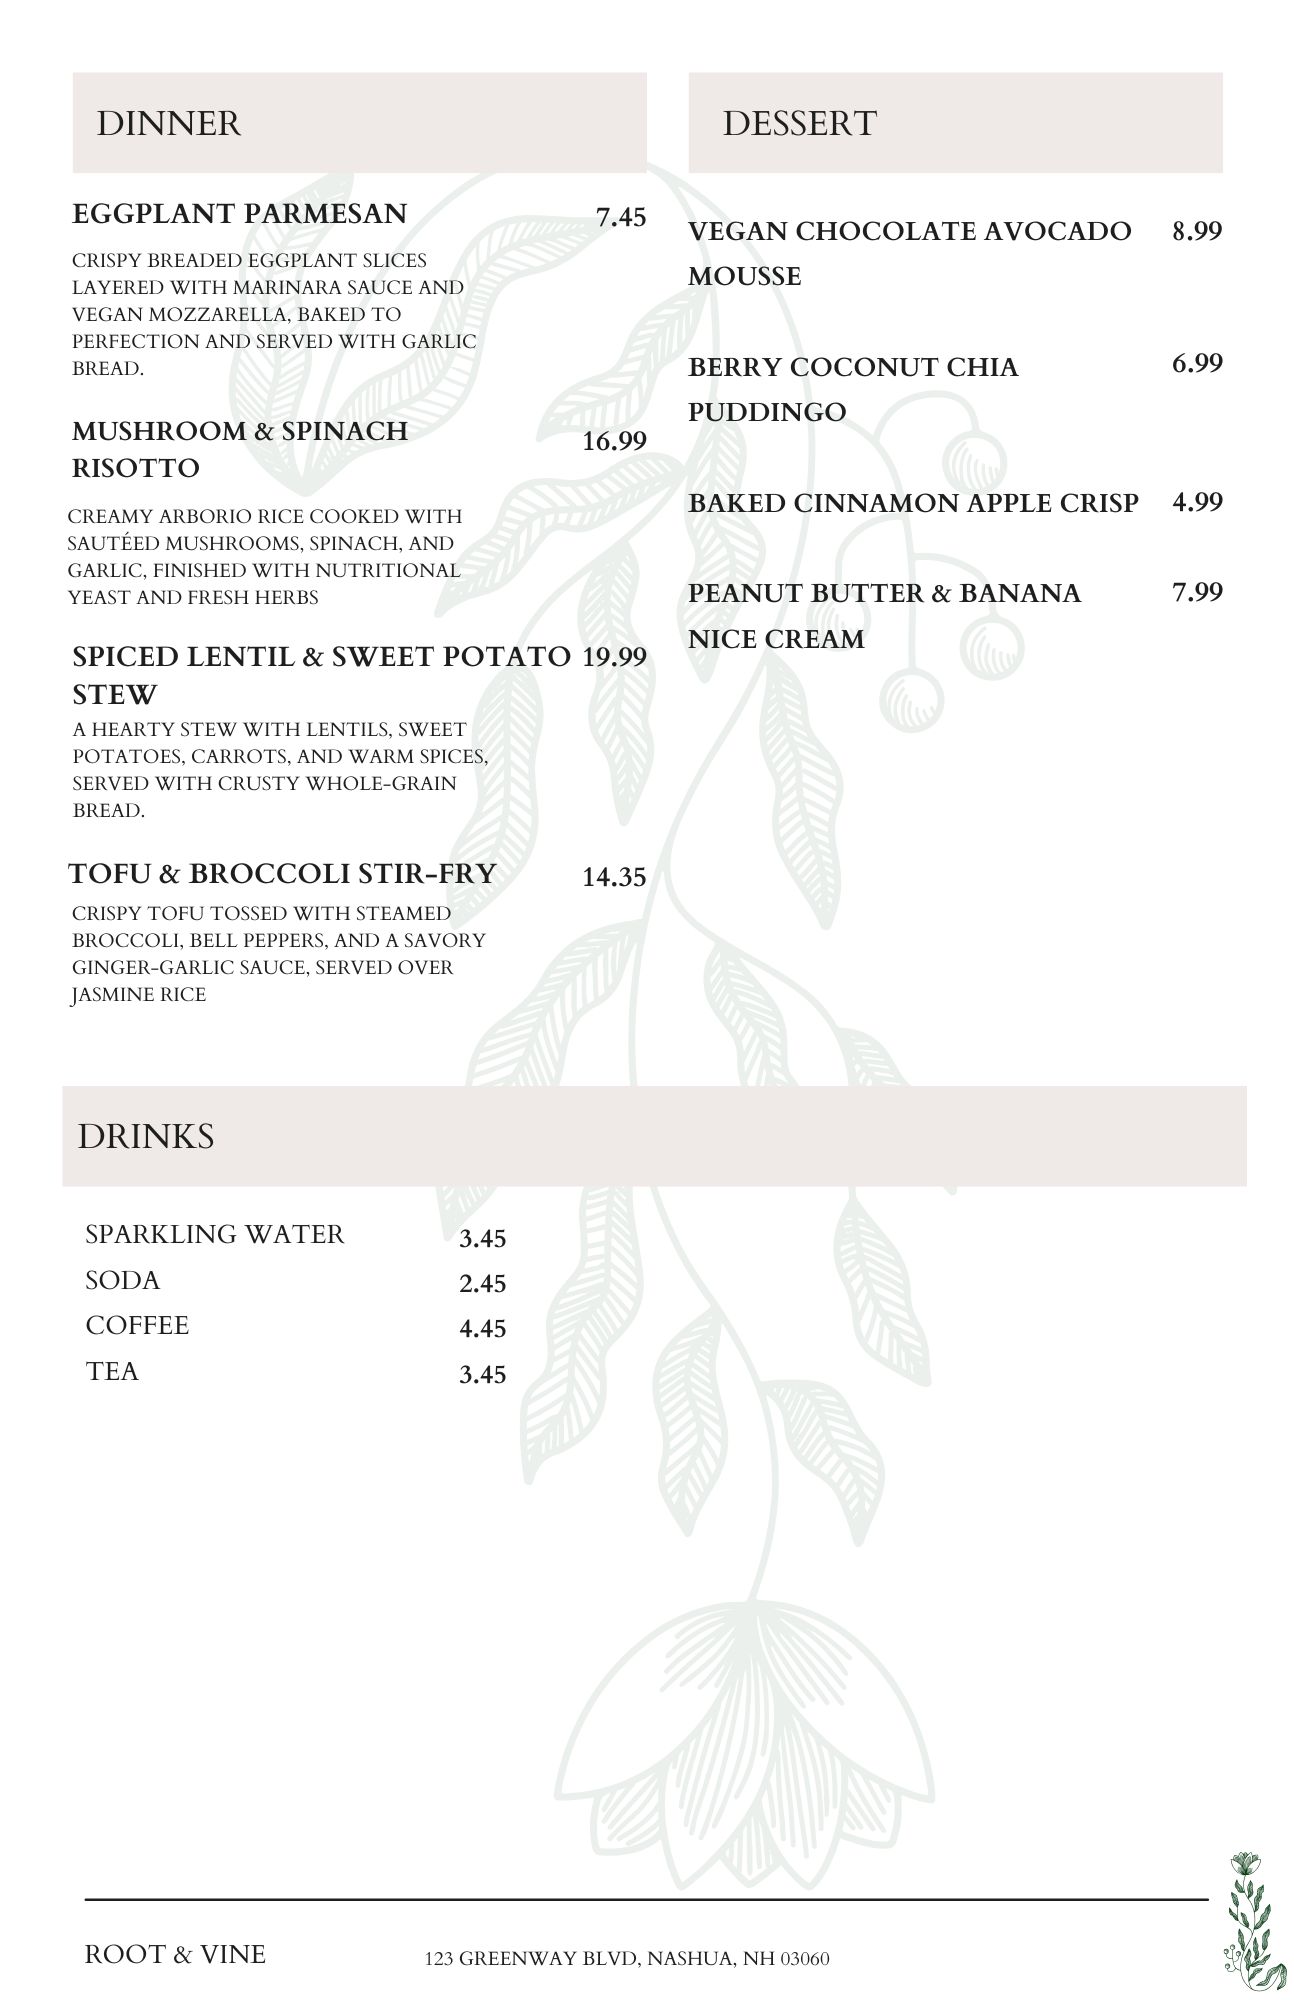 DINNER
EGGPLANT PARMESAN 7.45
CRISPY BREADED EGGPLANT SLICES
LAYERED WITH MARINARA SAUCE AND
VEGAN MOZZARELLA, BAKED TO
PERFECTION AND SERVED WITH GARLIC
BREAD.
MUSHROOM & SPINACH 16.99
RISOTTO
CREAMY ARBORIO RICE COOKED WITH
SAUTÉED MUSHROOMS, SPINACH, AND
GARLIC, FINISHED WITH NUTRITIONAL
YEAST AND FRESH HERBS
SPICED LENTIL & SWEET POTATO 19.99
STEW
A HEARTY STEW WITH LENTILS, SWEET
POTATOES, CARROTS, AND WARM SPICES,
SERVED WITH CRUSTY WHOLE-GRAIN
BREAD.
TOFU & BROCCOLI STIR-FRY 14.35
CRISPY TOFU TOSSED WITH STEAMED
BROCCOLI, BELL PEPPERS, AND A SAVORY
GINGER-GARLIC SAUCE, SERVED OVER
JASMINE RICE
DESSERT
VEGAN CHOCOLATE AVOCADO 8.99
MOUSSE
BERRY COCONUT CHIA 6.99
PUDDINGO
BAKED CINNAMON APPLE CRISP 4.99
PEANUT BUTTER & BANANA 7.99
NICE CREAM
DRINKS
SPARKLING WATER 3.45
SODA 2.45
COFFEE 4.45
TEA 3.45
ROOT & VINE 123 GREENWAY BLVD, NASHUA, NH 03060